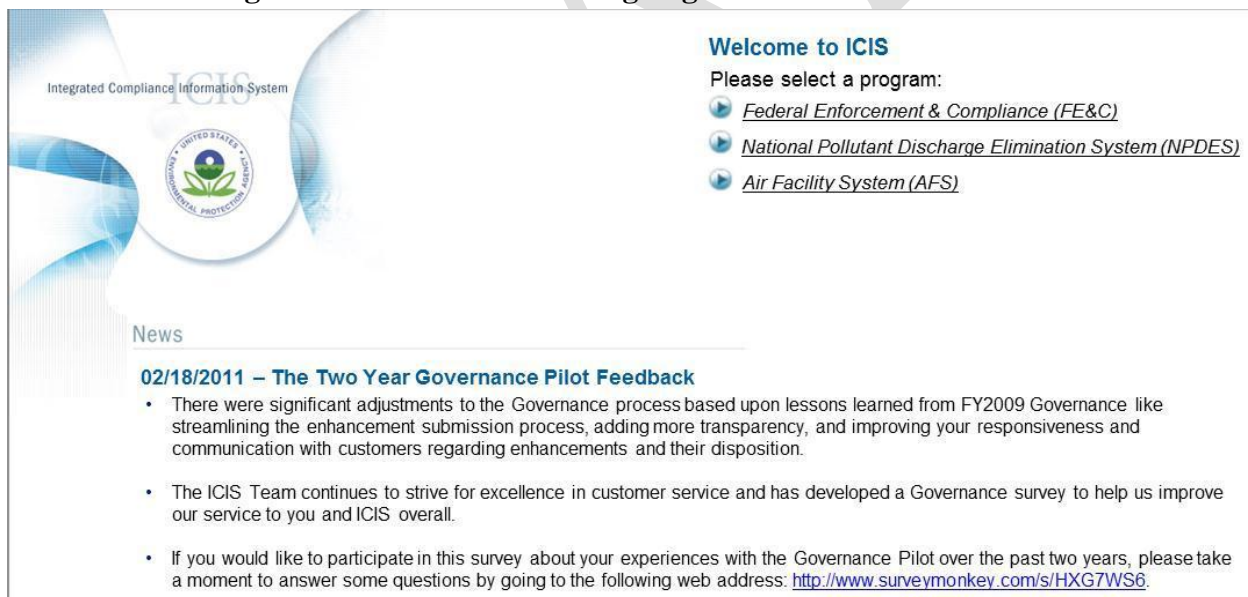 Integrated Compliance Information System
ICIS
UNITED STATES
ENVIRONMENTAL PROTECTION AGENCY
Welcome to ICIS
Please select a program:
Federal Enforcement & Compliance (FE&C)
National Pollutant Discharge Elimination System (NPDES)
Air Facility System (AFS)
News
02/18/2011 – The Two Year Governance Pilot Feedback
• There were significant adjustments to the Governance process based upon lessons learned from FY2009 Governance like
streamlining the enhancement submission process, adding more transparency, and improving your responsiveness and
communication with customers regarding enhancements and their disposition.
• The ICIS Team continues to strive for excellence in customer service and has developed a Governance survey to help us improve
our service to you and ICIS overall.
• If you would like to participate in this survey about your experiences with the Governance Pilot over the past two years, please take
a moment to answer some questions by going to the following web address: http://www.surveymonkey.com/s/HXG7WS6.